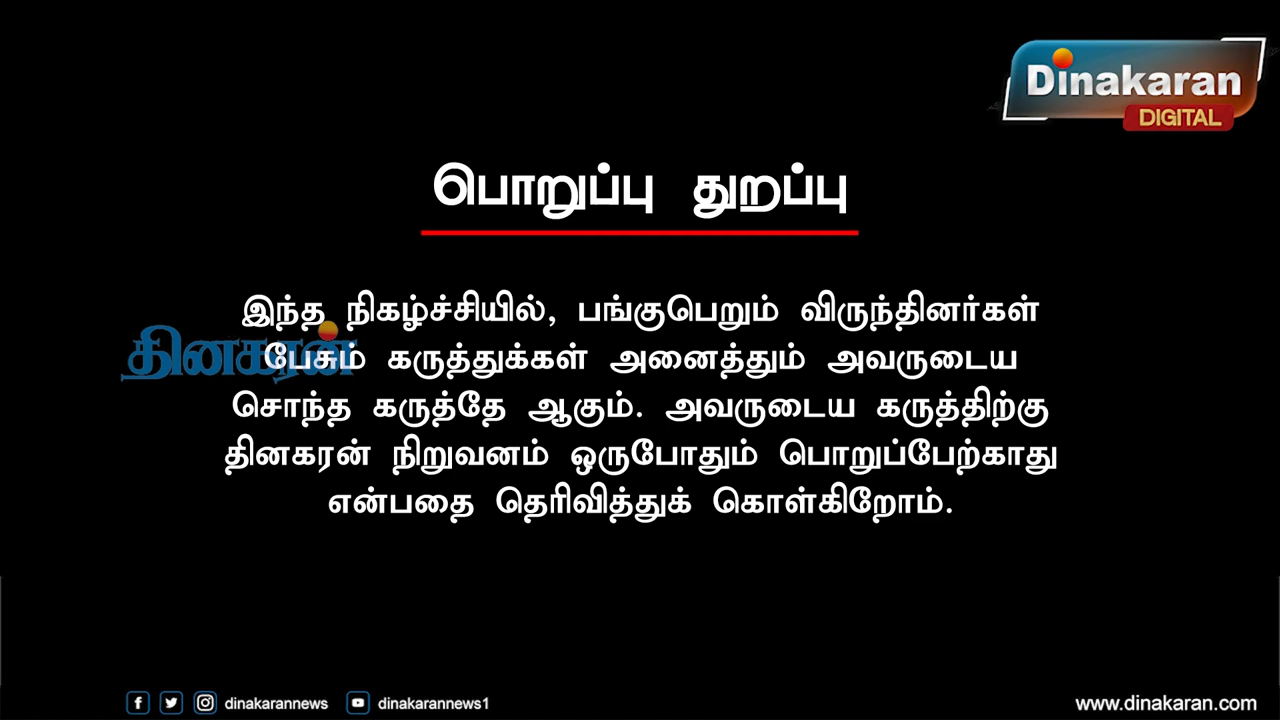 Dinakaran
DIGITAL
பொறுப்பு துறப்பு
இந்த நிகழ்ச்சியில், பங்குபெறும் விருந்தினர்கள்
தினகரன்
பேசும் கருத்துக்கள் அனைத்தும் அவருடைய
சொந்த கருத்தே ஆகும். அவருடைய கருத்திற்கு
தினகரன் நிறுவனம் ஒருபோதும் பொறுப்பேற்காது
என்பதை தெரிவித்துக் கொள்கிறோம்.
dinakarannews dinakarannews1 www.dinakaran.com